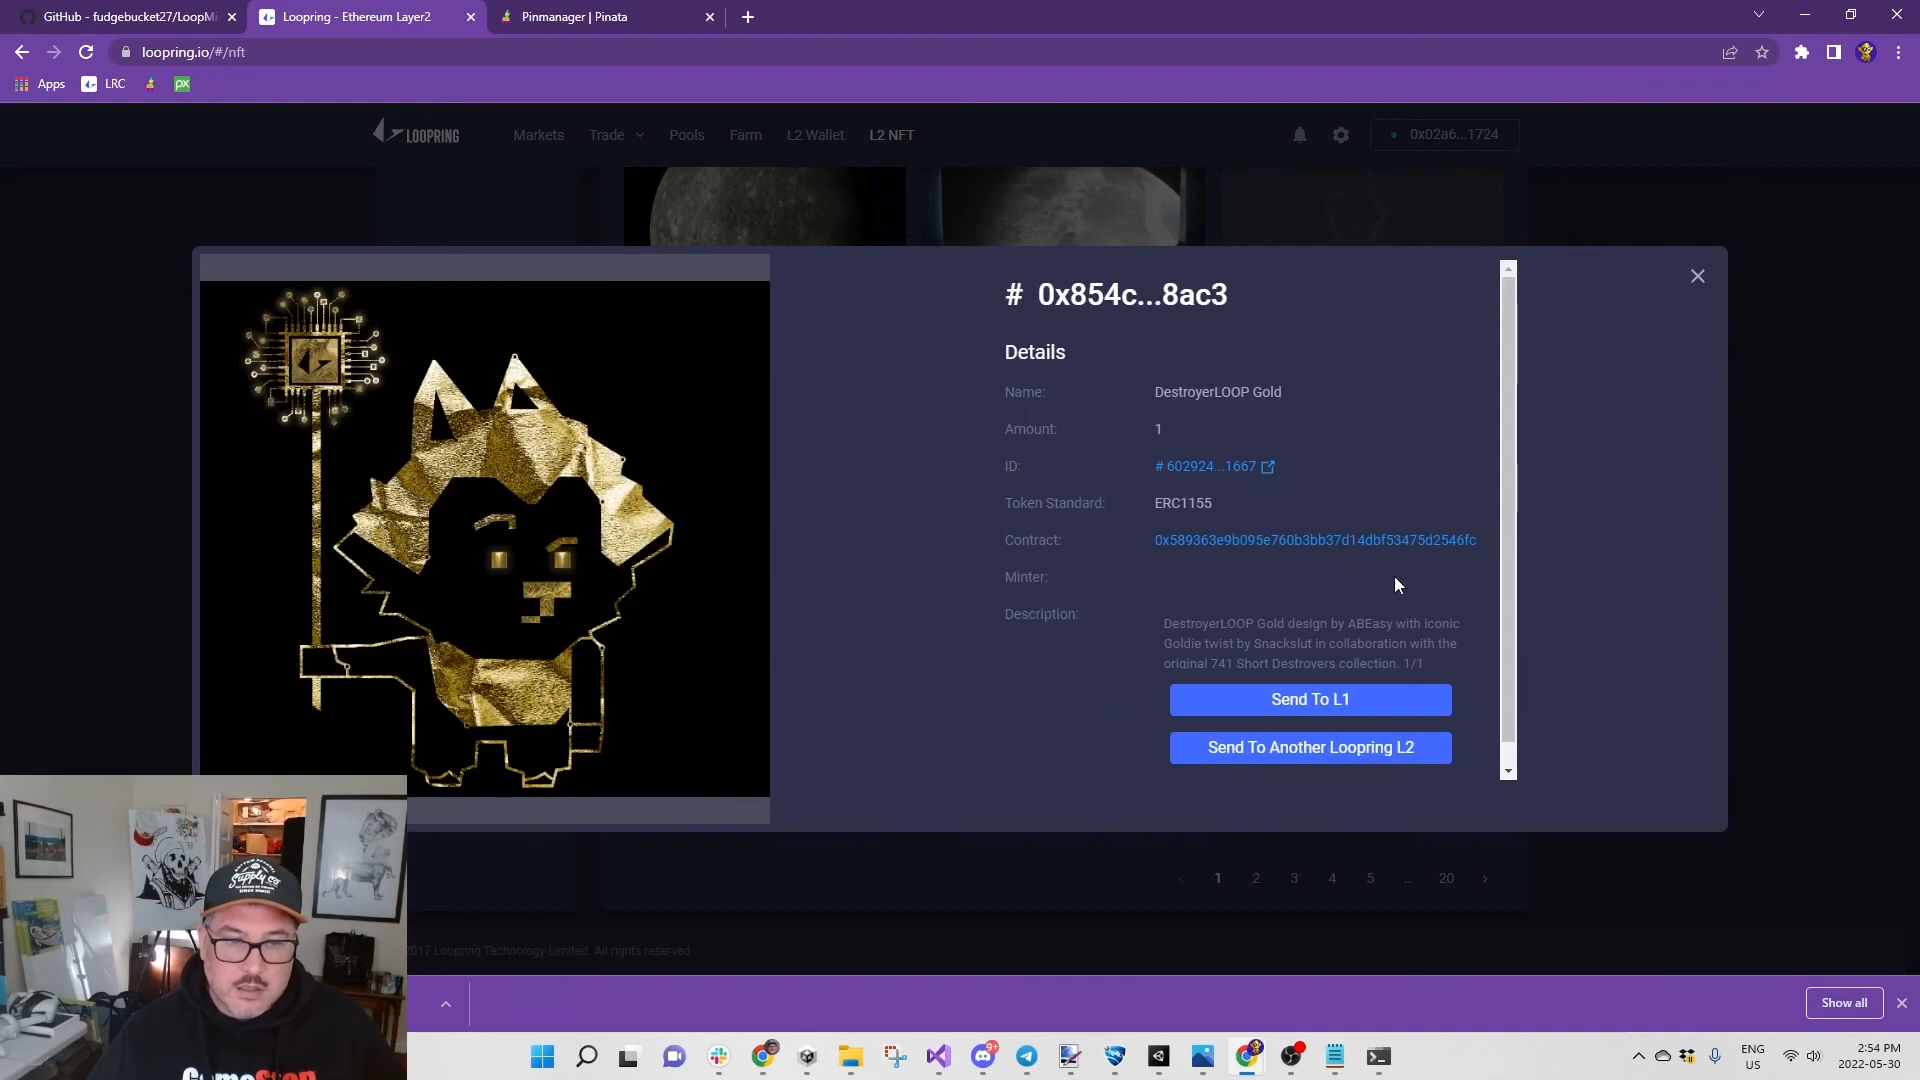 GitHub - fudgebucket27/LoopMi
Loopring - Ethereum Layer2
Pinmanager | Pinata
loopring.io/#/nft
Apps
LRC
px
LOOPRING
Markets
Trade
Pools
Farm
L2 Wallet
L2 NFT
0x02a6...1724
# 0x854c...8ac3
Details
Name:
DestroyerLOOP Gold
Amount:
1
ID:
# 602924...1667
Token Standard:
ERC1155
Contract:
0x589363e9b095e760b3bb37d14dbf53475d2546fc
Minter:
Description:
DestroyerLOOP Gold design by ABEasy with iconic
Goldie twist by Snackslut in collaboration with the
original 741 Short Destroyers collection. 1/1
Send To L1
Send To Another Loopring L2
1 2 3 4 5 ... 20
2017 Loopring Technology Limited. All rights reserved.
Supply Co
GameStop
Show all
9+
ENG
US
2:54 PM
2022-05-30